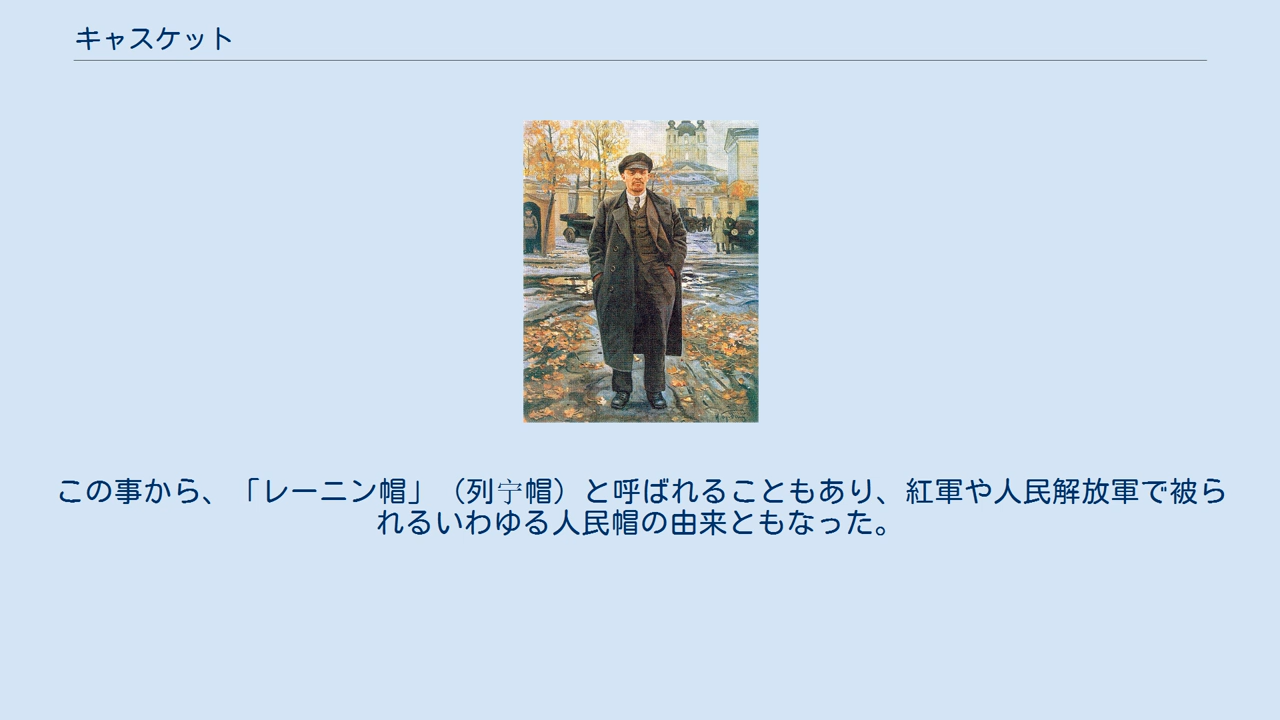 キャスケット
この事から、「レーニン帽」（列宁帽）と呼ばれることもあり、紅軍や人民解放軍で被ら
れるいわゆる人民帽の由来ともなった。